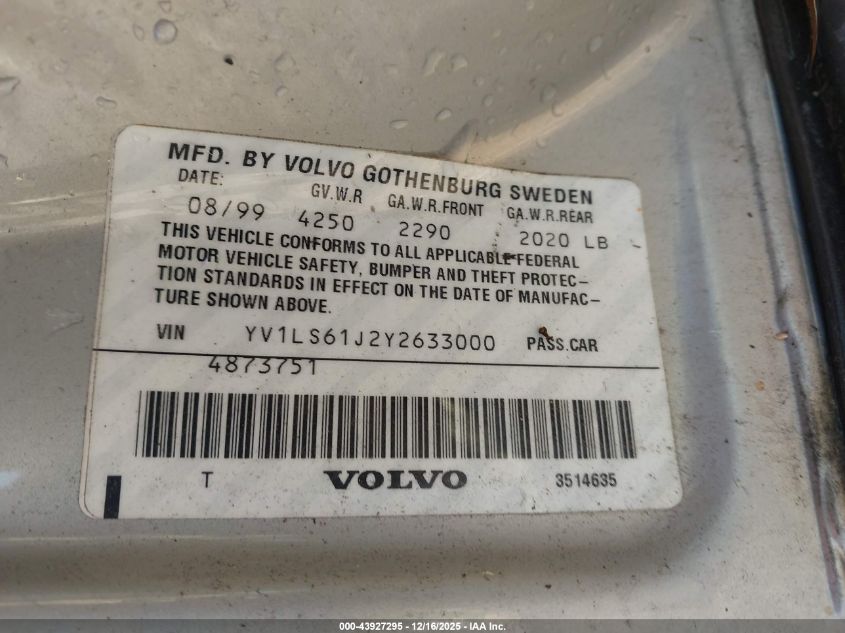 MFD. BY VOLVO GOTHENBURG SWEDEN
DATE: GV.W.R GA.W.R.FRONT GA.W.R.REAR
08/99 4250 2290 2020 LB
THIS VEHICLE CONFORMS TO ALL APPLICABLE FEDERAL
MOTOR VEHICLE SAFETY, BUMPER AND THEFT PROTEC-
TION STANDARDS IN EFFECT ON THE DATE OF MANUFAC-
TURE SHOWN ABOVE.
VIN YV1LS61J2Y2633000 PASS.CAR
4873751
T VOLVO 3514635
000-43927295 - 12/16/2025 - IAA Inc.